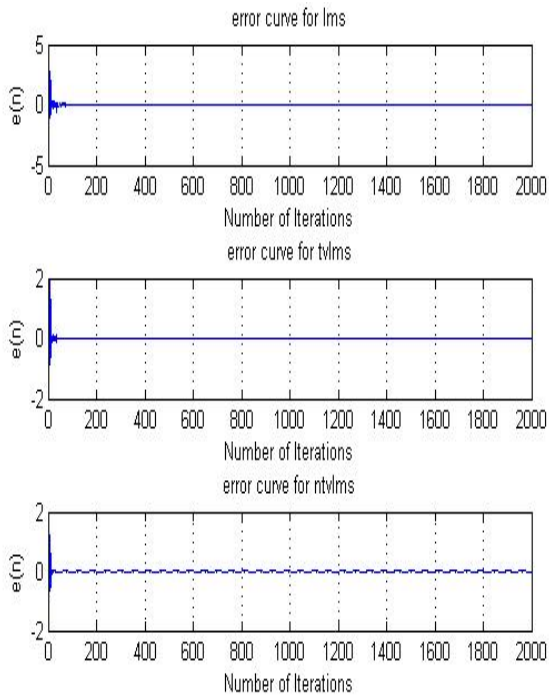 error curve for lms
5
0
-5
e(n)
0 200 400 600 800 1000 1200 1400 1600 1800 2000
Number of Iterations
error curve for tvlms
2
0
-2
e(n)
0 200 400 600 800 1000 1200 1400 1600 1800 2000
Number of Iterations
error curve for ntvlms
2
0
-2
e(n)
0 200 400 600 800 1000 1200 1400 1600 1800 2000
Number of Iterations